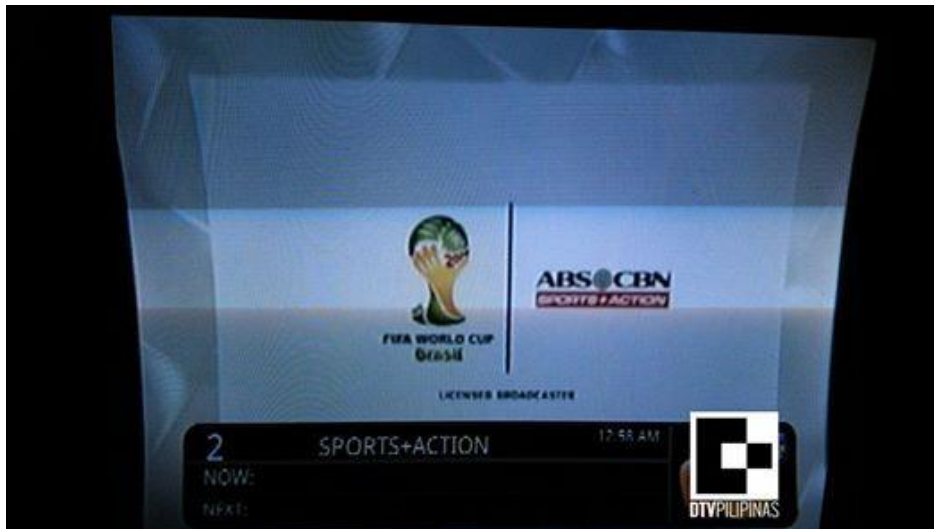 2014
FIFA WORLD CUP
Brasil
ABS CBN
SPORTS+ACTION
LICENSED BROADCASTER
2 SPORTS+ACTION 12:58 AM
NOW:
NEXT:
DTVPILIPINAS